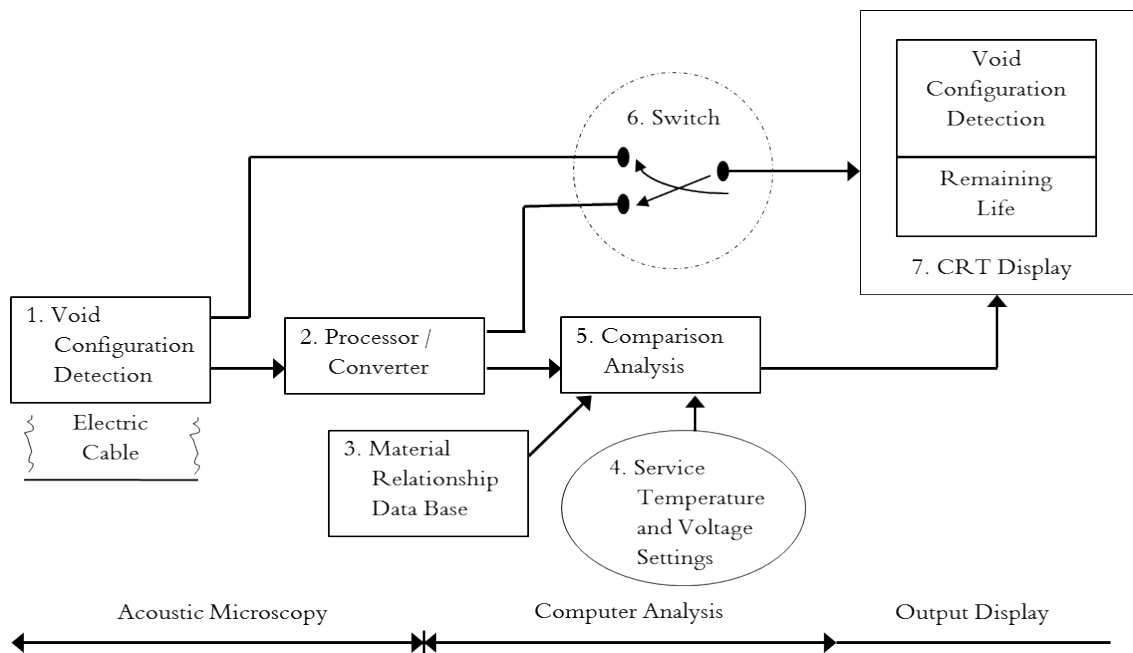 6. Switch
Void
Configuration
Detection
Remaining
Life
7. CRT Display
1. Void
Configuration
Detection
2. Processor /
Converter
5. Comparison
Analysis
Electric
Cable
3. Material
Relationship
Data Base
4. Service
Temperature
and Voltage
Settings
Acoustic Microscopy
Computer Analysis
Output Display